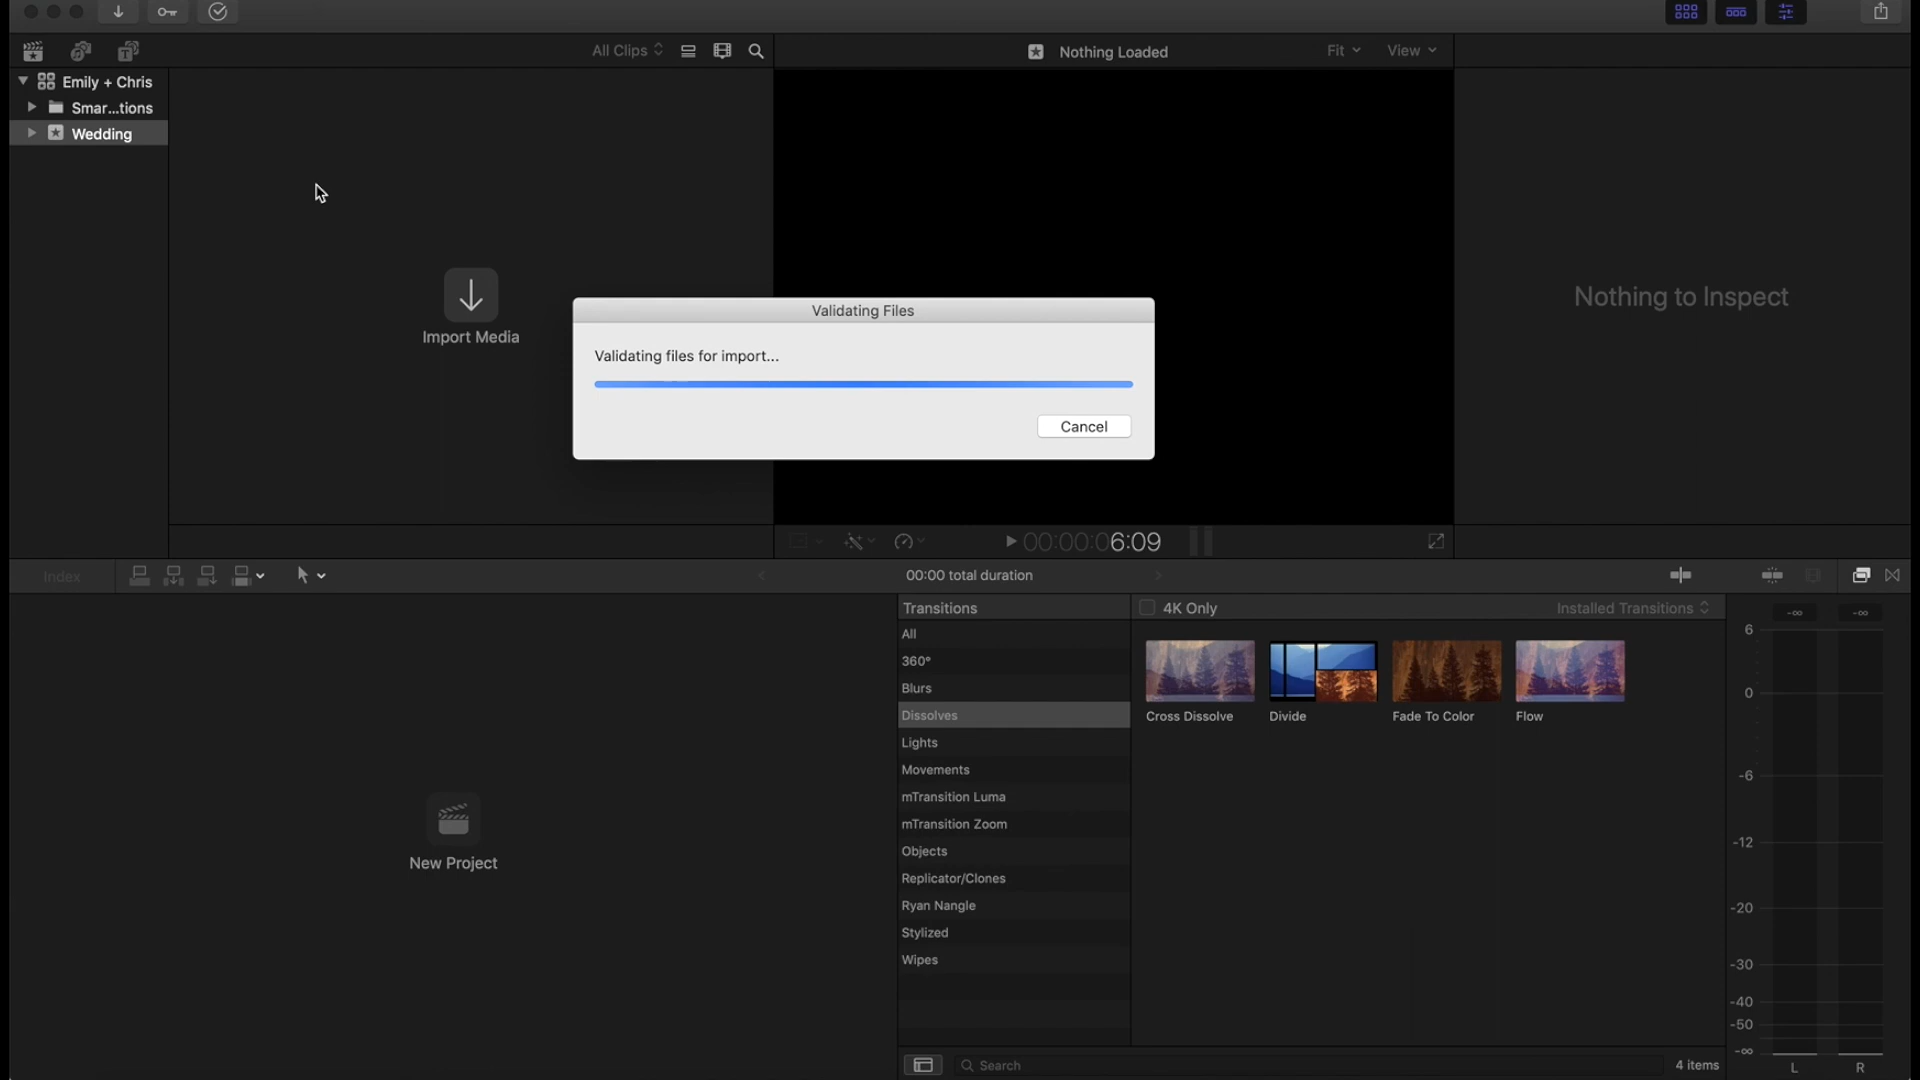 All Clips
Nothing Loaded
Fit
View
Emily + Chris
Smar...tions
Wedding
Import Media
Nothing to Inspect
Validating Files
Validating files for import...
Cancel
00:00:06:09
Index
00:00 total duration
Transitions
4K Only
Installed Transitions
All
360°
Blurs
Dissolves
Lights
Movements
mTransition Luma
mTransition Zoom
Objects
Replicator/Clones
Ryan Nangle
Stylized
Wipes
Cross Dissolve
Divide
Fade To Color
Flow
New Project
-∞ -∞
6
0
-6
-12
-20
-30
-40
-50
-∞
L R
Search
4 items